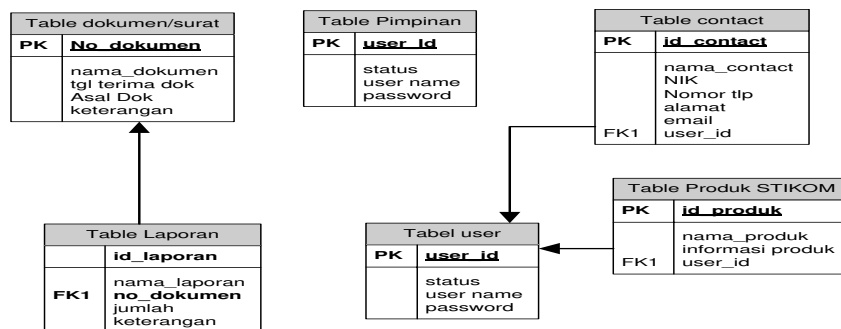 Table dokumen/surat
PK No_dokumen
nama_dokumen
tgl terima dok
Asal Dok
keterangan
Table Pimpinan
PK user_Id
status
user name
password
Table contact
PK id_contact
nama_contact
NIK
Nomor tlp
alamat
email
FK1 user_id
Table Laporan
id_laporan
nama_laporan
FK1 no_dokumen
jumlah
keterangan
Tabel user
PK user_id
status
user name
password
Table Produk STIKOM
PK id_produk
nama_produk
informasi produk
FK1 user_id